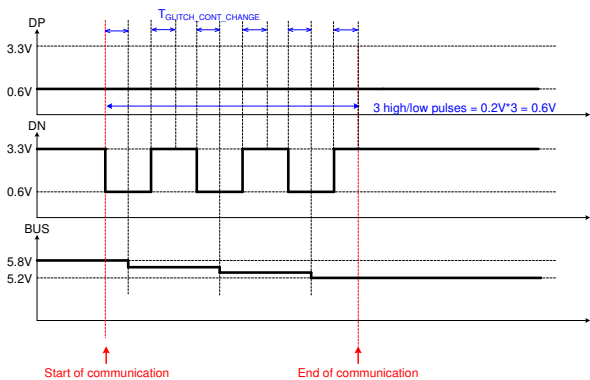 T_GLITCH_CONT_CHANGE
DP
3.3V
0.6V
3 high/low pulses = 0.2V*3 = 0.6V
DN
3.3V
0.6V
BUS
5.8V
5.2V
Start of communication
End of communication